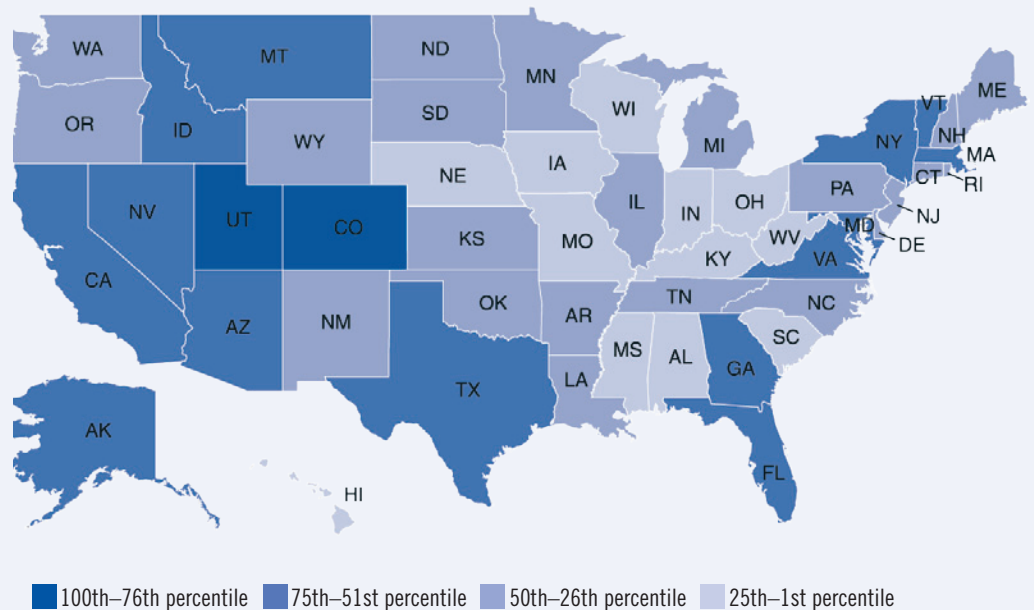 WA
MT
ND
MN
ME
VT
OR
ID
SD
WI
NH
NY
MA
WY
MI
CT
RI
IA
NE
PA
NJ
NV
UT
CO
IL
IN
OH
MD
DE
KS
MO
WV
VA
CA
KY
NC
TN
OK
AZ
NM
AR
SC
MS
AL
GA
TX
LA
AK
FL
HI
100th–76th percentile 75th–51st percentile 50th–26th percentile 25th–1st percentile